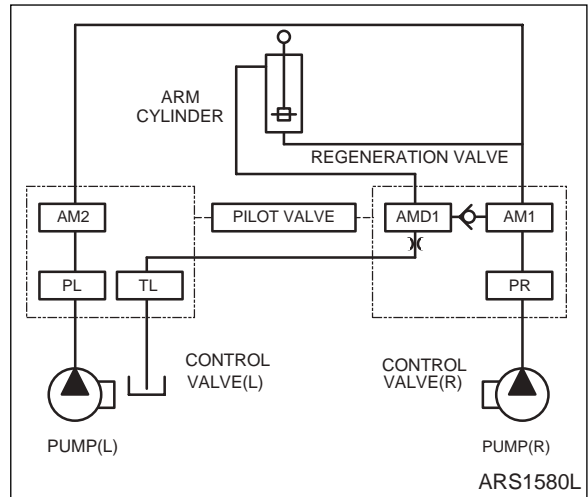 ARM
CYLINDER
REGENERATION VALVE
AM2
PILOT VALVE
AMD1
AM1
PL
TL
PR
CONTROL
VALVE(L)
CONTROL
VALVE(R)
PUMP(L)
PUMP(R)
ARS1580L